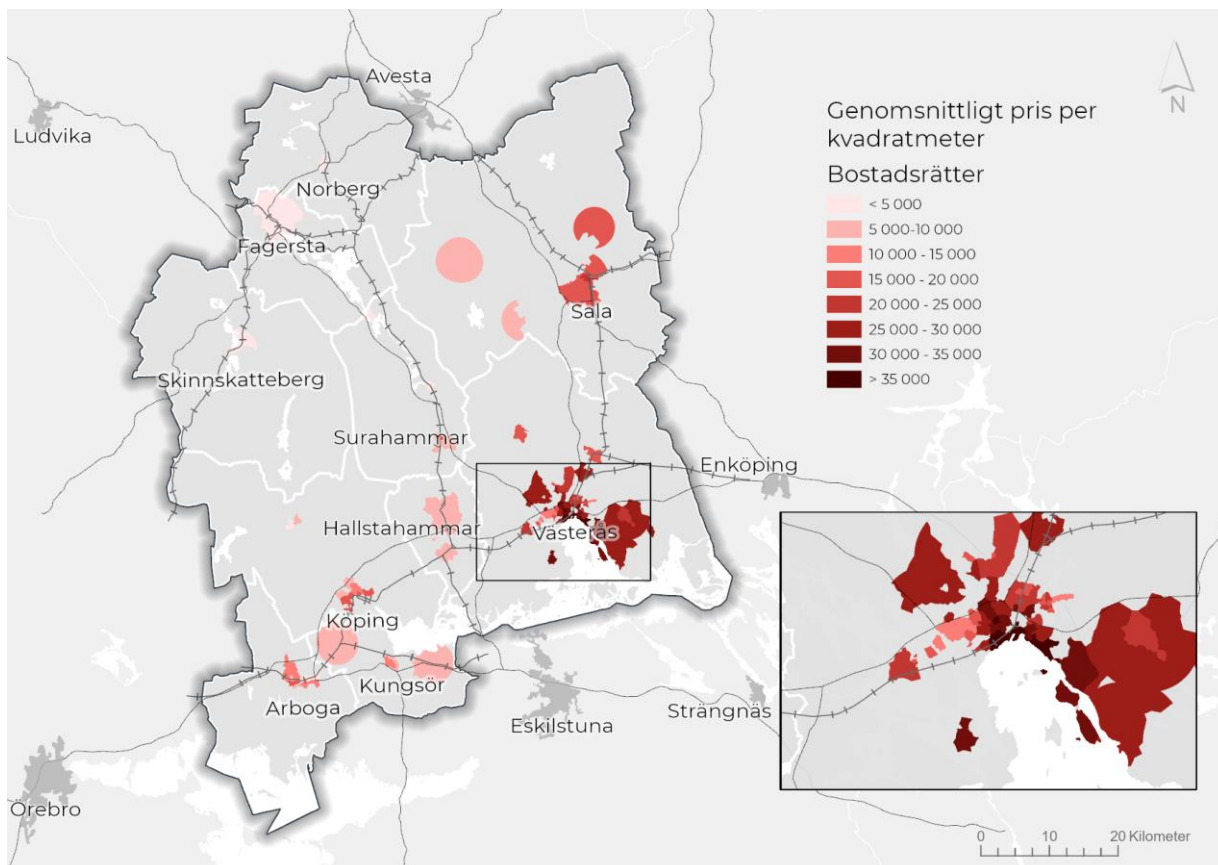 Avesta
Ludvika
Norberg
Fagersta
Sala
Skinnskatteberg
Surahammar
Enköping
Hallstahammar
Västerås
Köping
Kungsör
Arboga
Eskilstuna
Strängnäs
Örebro
N
Genomsnittligt pris per
kvadratmeter
Bostadsrätter
< 5 000
5 000-10 000
10 000 - 15 000
15 000 - 20 000
20 000 - 25 000
25 000 - 30 000
30 000 - 35 000
> 35 000
0 10 20 Kilometer